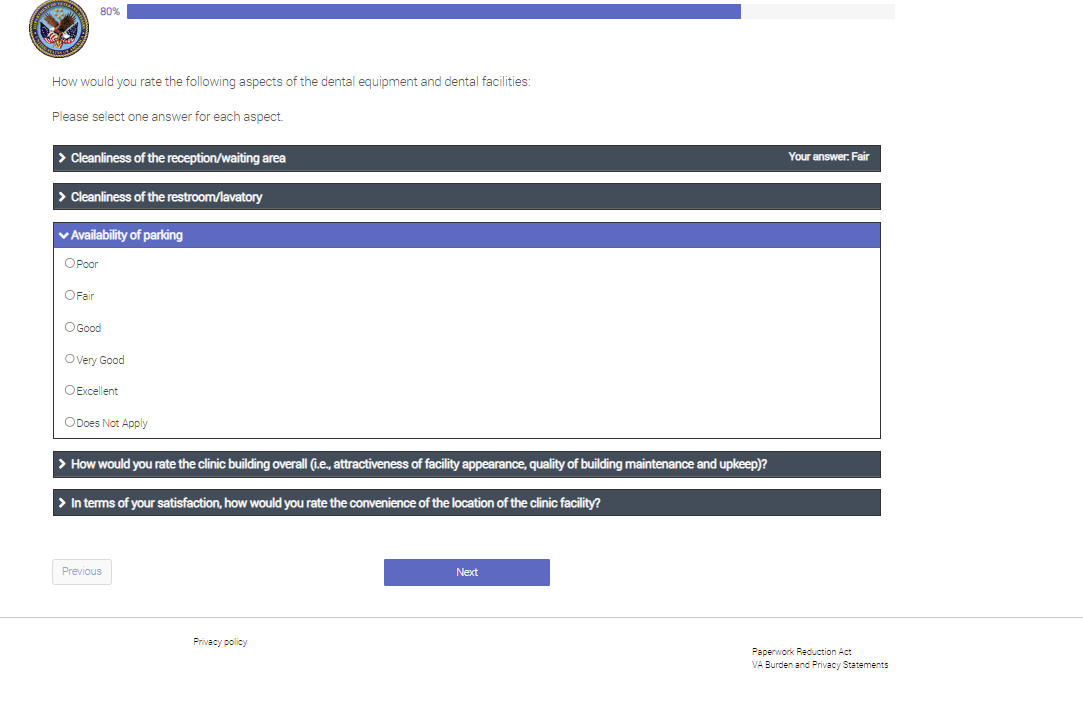 80%
How would you rate the following aspects of the dental equipment and dental facilities:
Please select one answer for each aspect.
Cleanliness of the reception/waiting area
Your answer: Fair
Cleanliness of the restroom/lavatory
Availability of parking
Poor
Fair
Good
Very Good
Excellent
Does Not Apply
How would you rate the clinic building overall (i.e., attractiveness of facility appearance, quality of building maintenance and upkeep)?
In terms of your satisfaction, how would you rate the convenience of the location of the clinic facility?
Previous
Next
Privacy policy
Paperwork Reduction Act
VA Burden and Privacy Statements